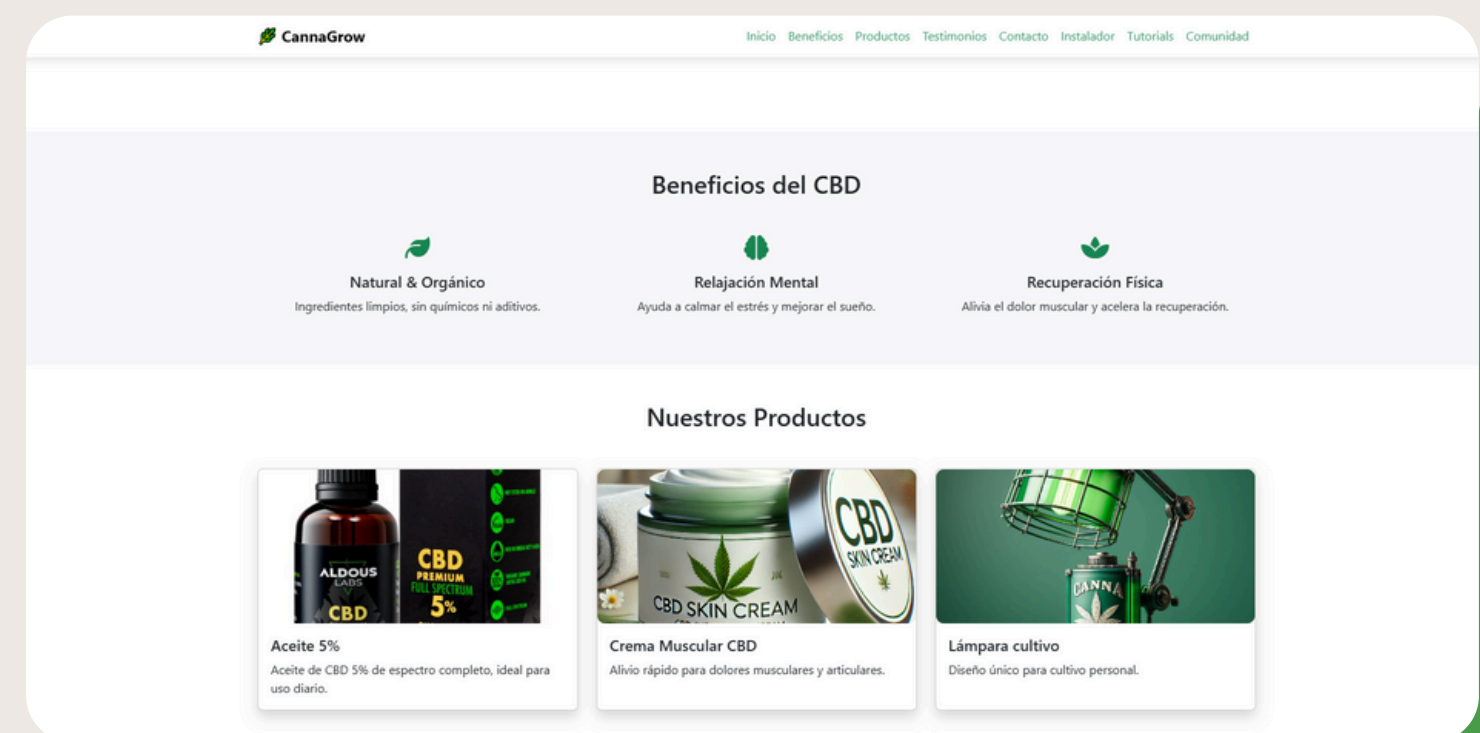 CannaGrow
Inicio Beneficios Productos Testimonios Contacto Instalador Tutorials Comunidad
Beneficios del CBD
Natural & Orgánico
Ingredientes limpios, sin químicos ni aditivos.
Relajación Mental
Ayuda a calmar el estrés y mejorar el sueño.
Recuperación Física
Alivia el dolor muscular y acelera la recuperación.
Nuestros Productos
ALDOUS
LABS
CBD
CBD
PREMIUM
FULL SPECTRUM
5%
Aceite 5%
Aceite de CBD 5% de espectro completo, ideal para
uso diario.
CBD SKIN CREAM
CBD
SKIN CREAM
Crema Muscular CBD
Alivio rápido para dolores musculares y articulares.
CANNA
Lámpara cultivo
Diseño único para cultivo personal.